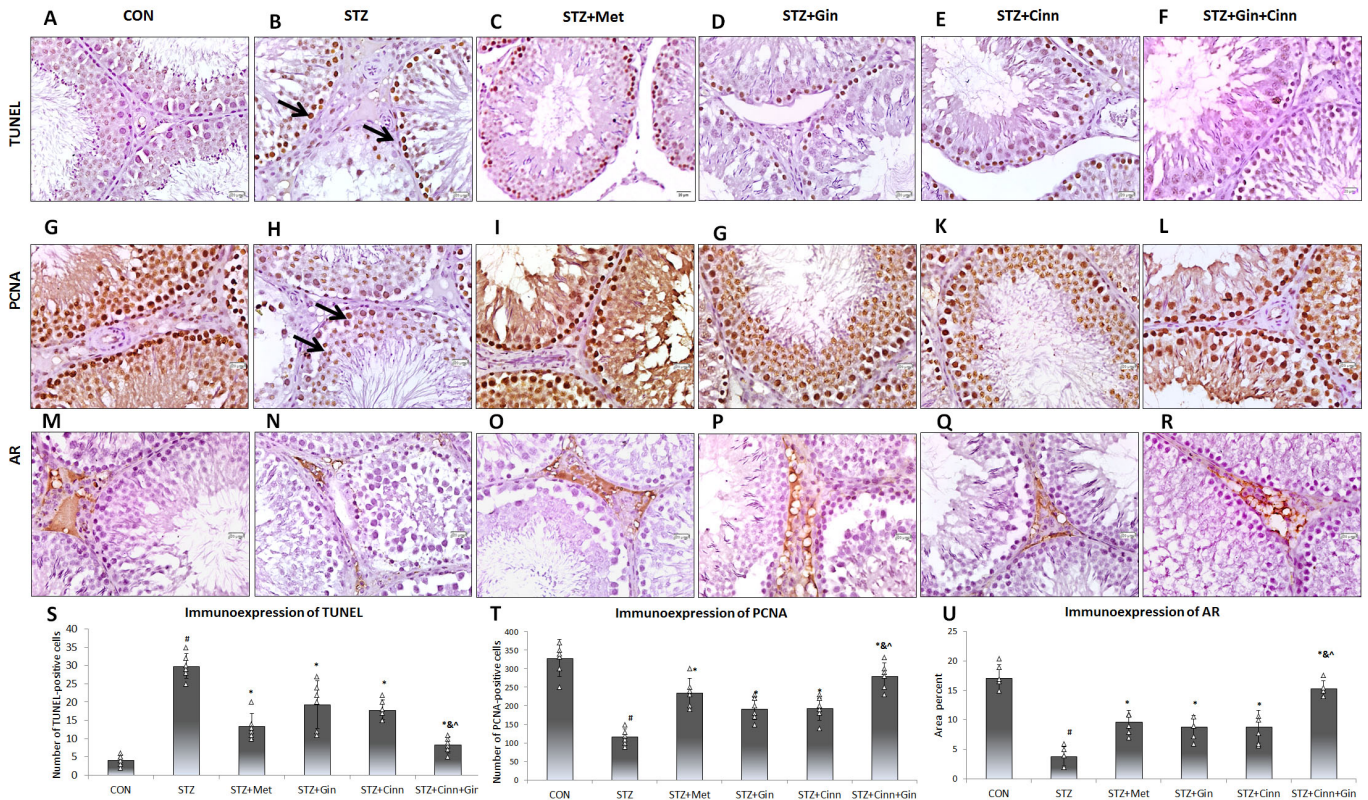 CON STZ STZ+Met STZ+Gin STZ+Cinn STZ+Gin+Cinn
A B C D E F
TUNEL
G H I G K L
PCNA
M N O P Q R
AR
S Immunoexpression of TUNEL
Number of TUNEL-positive cells
40
35
30
25
20
15
10
5
0
# * * * *&^
CON STZ STZ+Met STZ+Gin STZ+Cinn STZ+Cinn+Gin
T Immunoexpression of PCNA
Number of PCNA-positive cells
400
350
300
250
200
150
100
50
0
# * * * *&^
CON STZ STZ+Met STZ+Gin STZ+Cinn STZ+Cinn+Gin
U Immunoexpression of AR
Area percent
25
20
15
10
5
0
# * * * *&^
CON STZ STZ+Met STZ+Gin STZ+Cinn STZ+Cinn+Gin